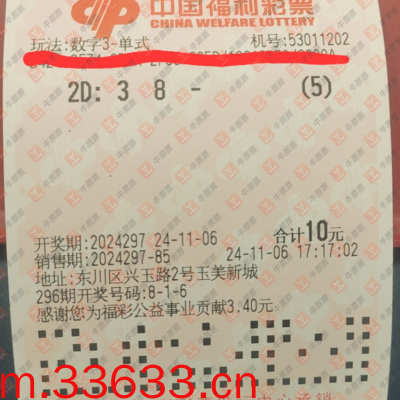 中国福利彩票
CHINA WELFARE LOTTERY
玩法:数字3-单式 机号:53011202
2D: 3 8 - (5)
开奖期:2024297 24-11-06 合计10元
销售期:2024297-85 24-11-06 17:17:02
地址:东川区兴玉路2号玉美新城
296期开奖号码:8-1-6
感谢您为福彩公益事业贡献3.40元.
m.33633.cn